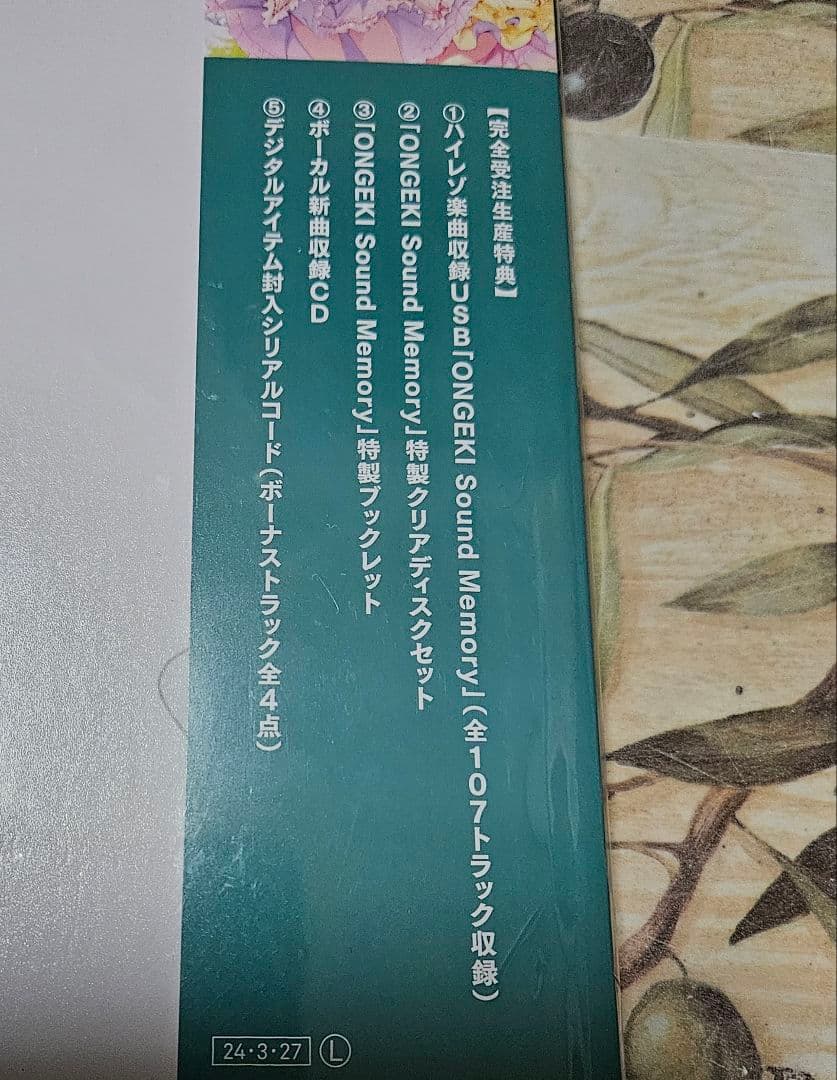 【完全受注生産特典】
①ハイレゾ楽曲収録USB「ONGEKI Sound Memory」(全107トラック収録)
②「ONGEKI Sound Memory」特製クリアディスクセット
③「ONGEKI Sound Memory」特製ブックレット
④ボーカル新曲収録CD
⑤デジタルアイテム封入シリアルコード(ボーナストラック全4点)
24・3・27 Ⓛ